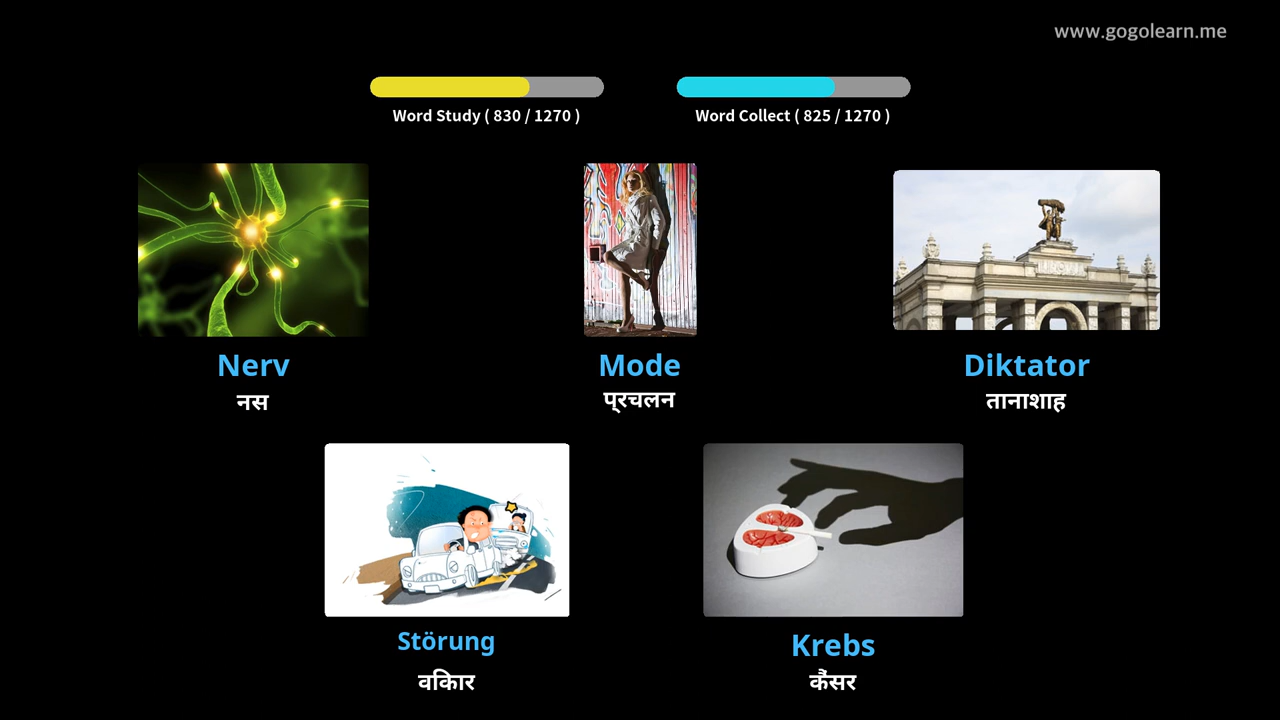 www.gogolearn.me
Word Study ( 830 / 1270 )
Word Collect ( 825 / 1270 )
Nerv
नस
Mode
प्रचलन
Diktator
तानाशाह
Störung
विकार
Krebs
कैंसर